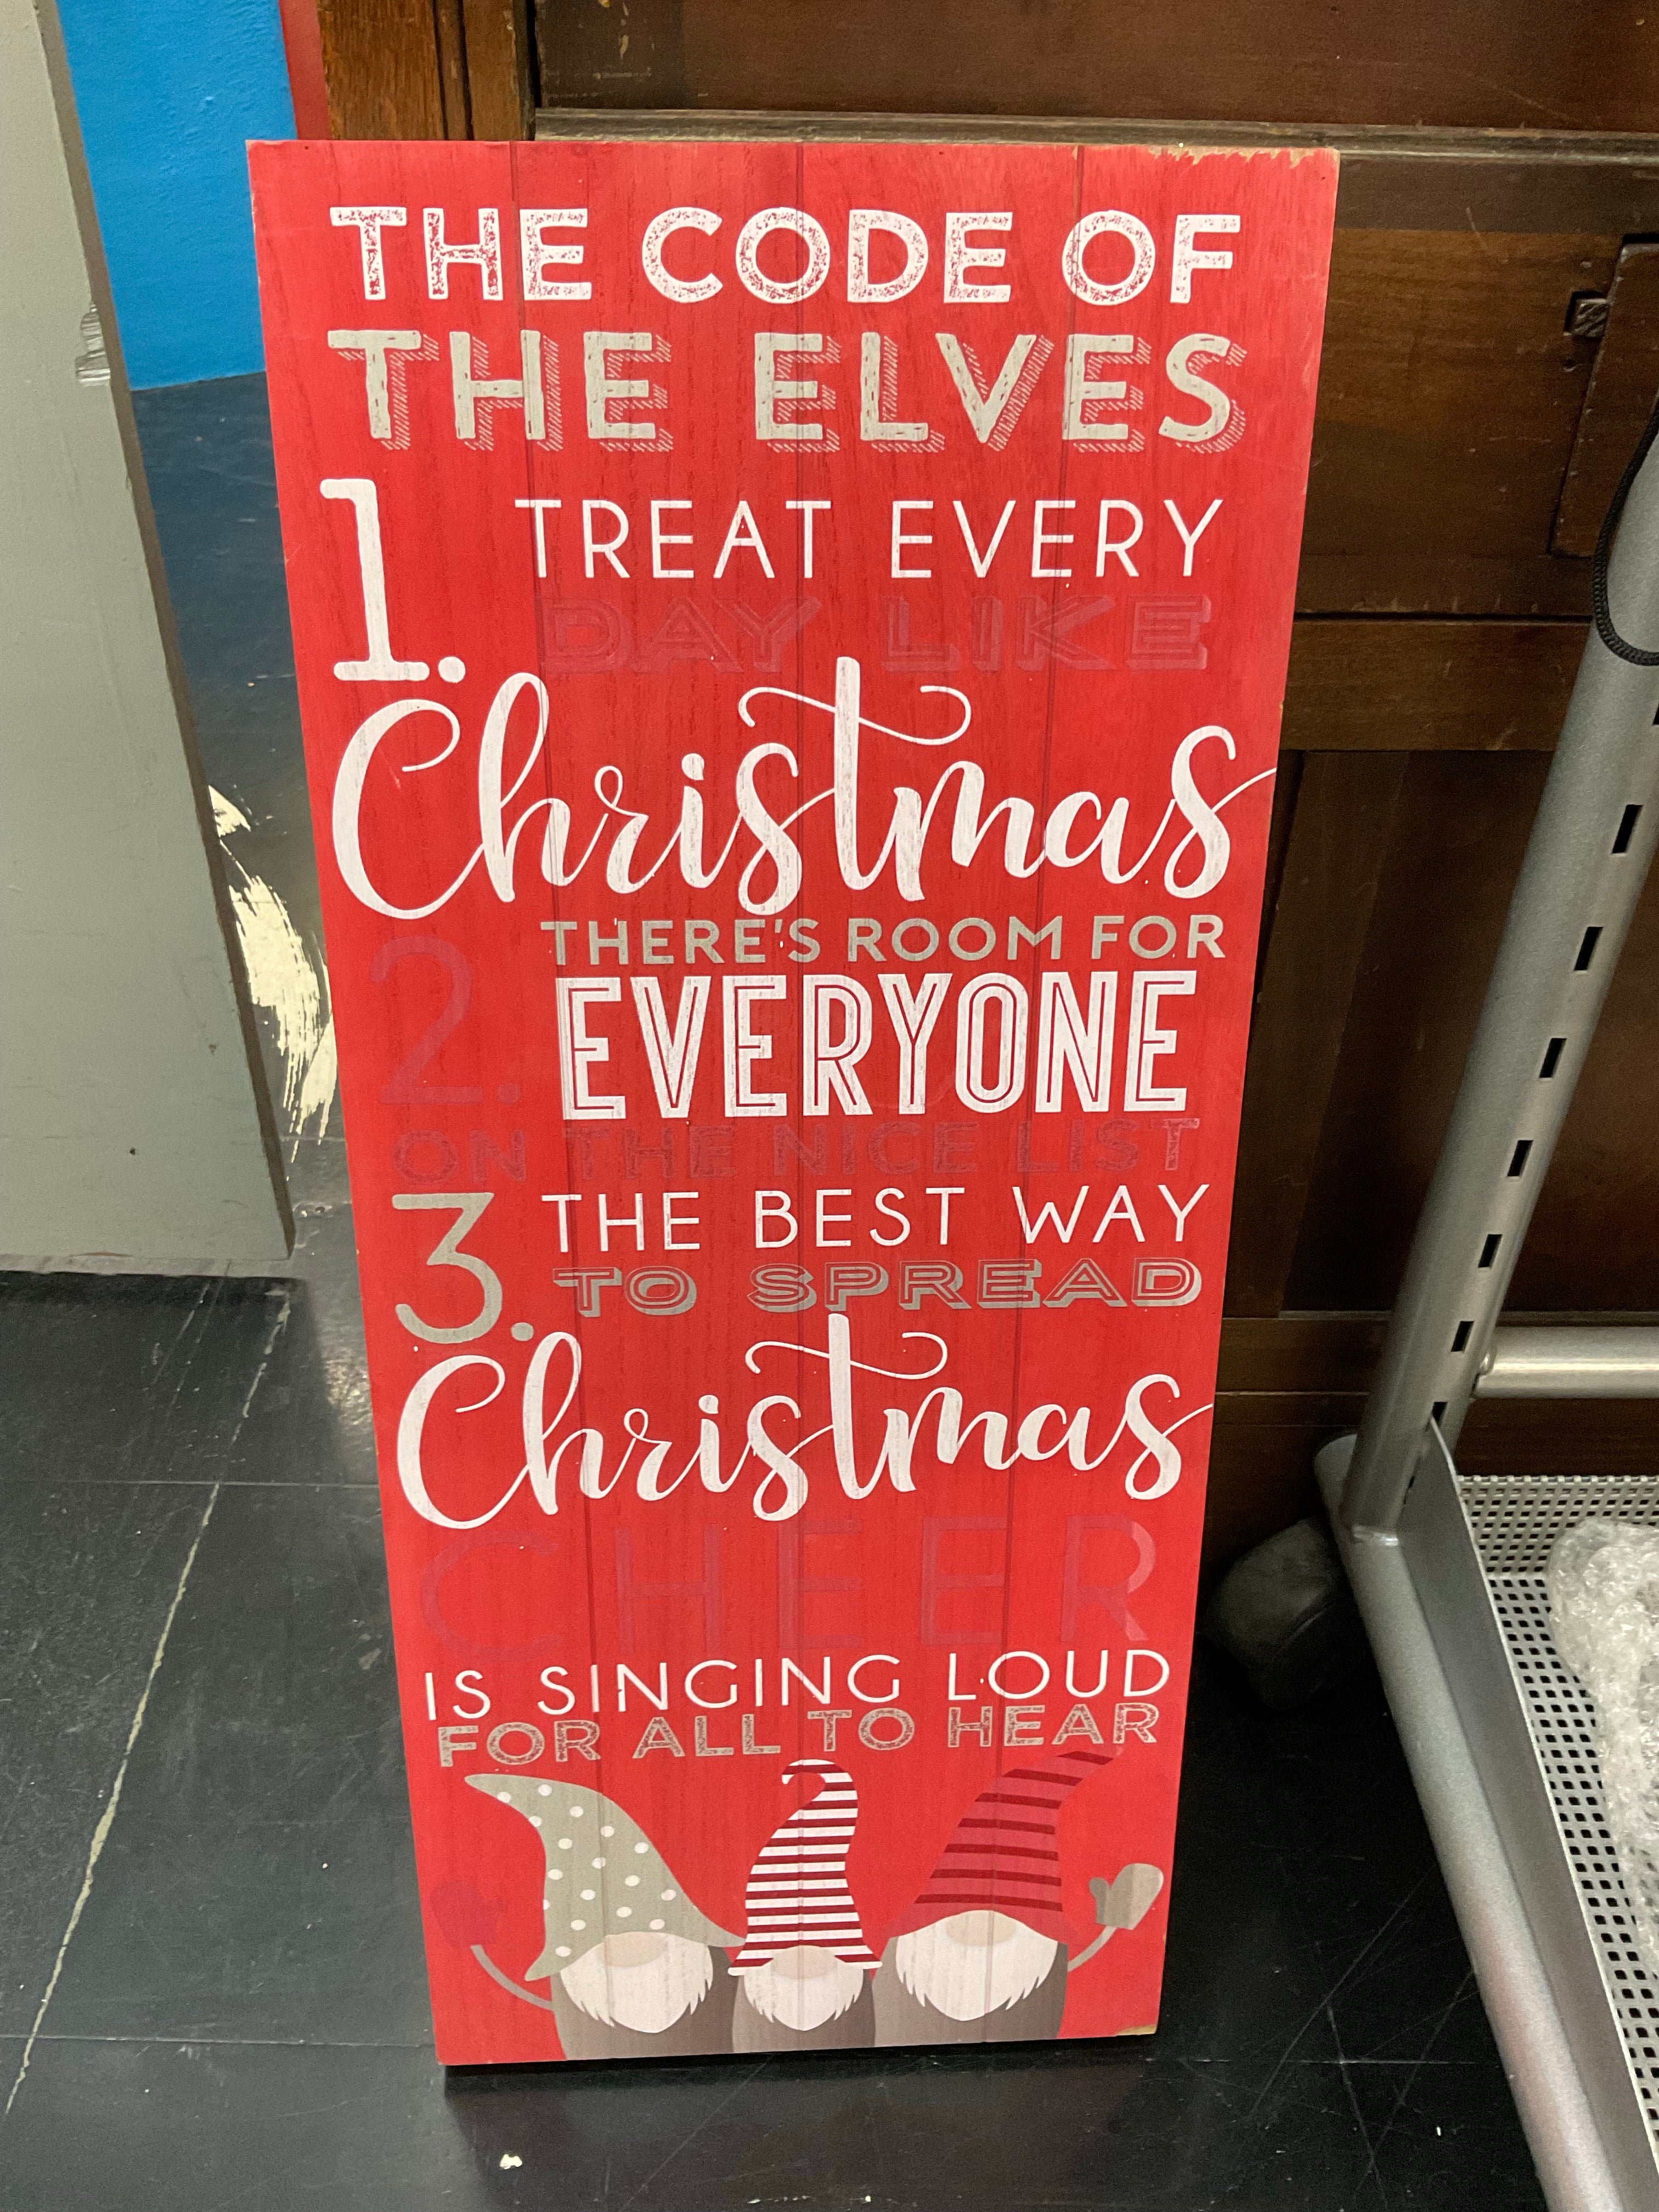 THE CODE OF
THE ELVES
1. TREAT EVERY
DAY LIKE
Christmas
THERE'S ROOM FOR
2. EVERYONE
ON THE NICE LIST
3. THE BEST WAY
TO SPREAD
Christmas
CHEER
IS SINGING LOUD
FOR ALL TO HEAR